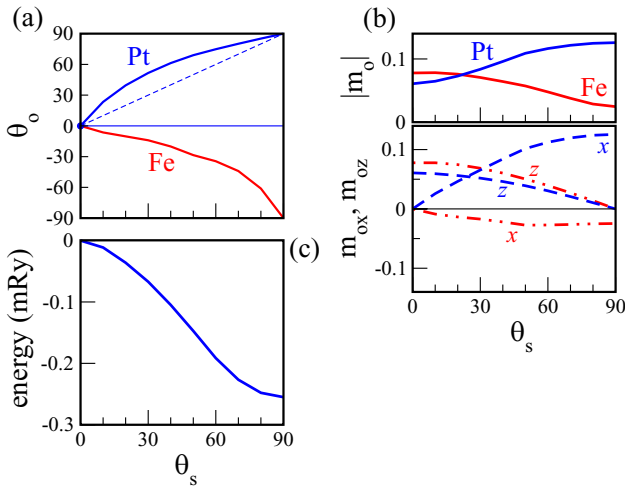 (a)
90
60
30
0
-30
-60
-90
θo
Pt
Fe
(b)
0.1
0
|mo|
Pt
Fe
0.1
0
-0.1
mox, moz
x
z
z
x
0 30 60 90
θs
(c)
0
-0.1
-0.2
-0.3
energy (mRy)
0 30 60 90
θs